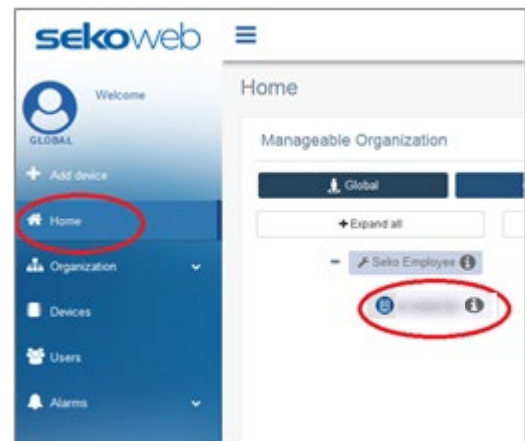 sekoweb
Welcome
GLOBAL
Add device
Home
Organization
Devices
Users
Alarms
Home
Manageable Organization
Global
Expand all
Seko Employee